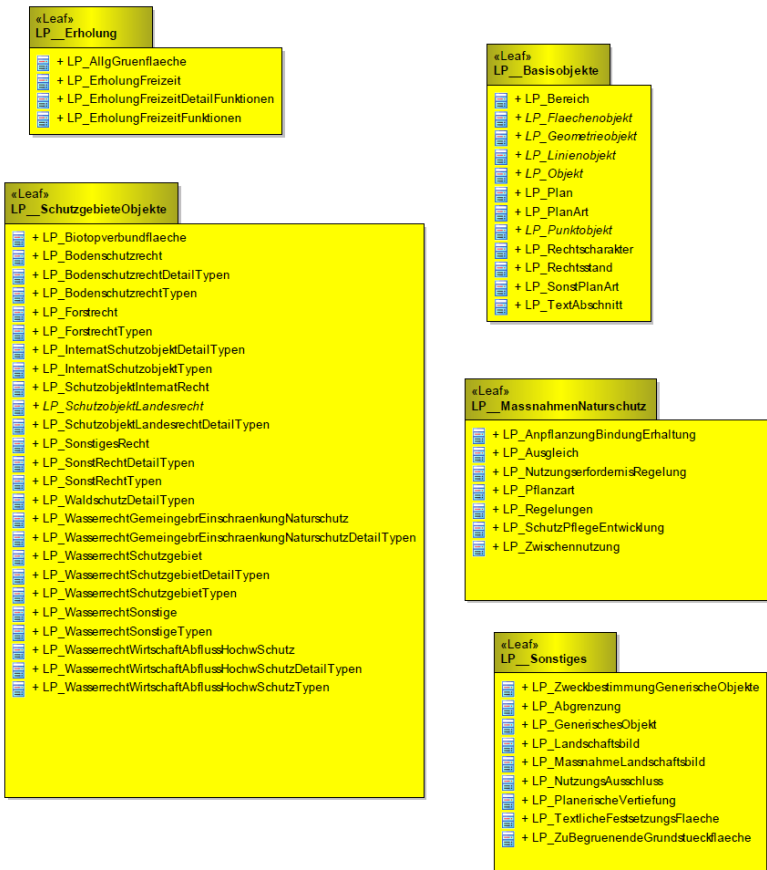 «Leaf»
LP__Erholung
+ LP_AllgGruenflaeche
+ LP_ErholungFreizeit
+ LP_ErholungFreizeitDetailFunktionen
+ LP_ErholungFreizeitFunktionen
«Leaf»
LP__Basisobjekte
+ LP_Bereich
+ LP_Flaechenobjekt
+ LP_Geometrieobjekt
+ LP_Linienobjekt
+ LP_Objekt
+ LP_Plan
+ LP_PlanArt
+ LP_Punktobjekt
+ LP_Rechtscharakter
+ LP_Rechtsstand
+ LP_SonstPlanArt
+ LP_TextAbschnitt
«Leaf»
LP__SchutzgebieteObjekte
+ LP_Biotopverbundflaeche
+ LP_Bodenschutzrecht
+ LP_BodenschutzrechtDetailTypen
+ LP_BodenschutzrechtTypen
+ LP_Forstrecht
+ LP_ForstrechtTypen
+ LP_InternatSchutzobjektDetailTypen
+ LP_InternatSchutzobjektTypen
+ LP_SchutzobjektInternatRecht
+ LP_SchutzobjektLandesrecht
+ LP_SchutzobjektLandesrechtDetailTypen
+ LP_SonstigesRecht
+ LP_SonstRechtDetailTypen
+ LP_SonstRechtTypen
+ LP_WaldschutzDetailTypen
+ LP_WasserrechtGemeingebrEinschraenkungNaturschutz
+ LP_WasserrechtGemeingebrEinschraenkungNaturschutzDetailTypen
+ LP_WasserrechtSchutzgebiet
+ LP_WasserrechtSchutzgebietDetailTypen
+ LP_WasserrechtSchutzgebietTypen
+ LP_WasserrechtSonstige
+ LP_WasserrechtSonstigeTypen
+ LP_WasserrechtWirtschaftAbflussHochwSchutz
+ LP_WasserrechtWirtschaftAbflussHochwSchutzDetailTypen
+ LP_WasserrechtWirtschaftAbflussHochwSchutzTypen
«Leaf»
LP__MassnahmenNaturschutz
+ LP_AnpflanzungBindungErhaltung
+ LP_Ausgleich
+ LP_NutzungserfordernisRegelung
+ LP_Pflanzart
+ LP_Regelungen
+ LP_SchutzPflegeEntwicklung
+ LP_Zwischennutzung
«Leaf»
LP__Sonstiges
+ LP_ZweckbestimmungGenerischeObjekte
+ LP_Abgrenzung
+ LP_GenerischesObjekt
+ LP_Landschaftsbild
+ LP_MassnahmeLandschaftsbild
+ LP_NutzungsAusschluss
+ LP_PlanerischeVertiefung
+ LP_TextlicheFestsetzungsFlaeche
+ LP_ZuBegruenendeGrundstueckflaeche